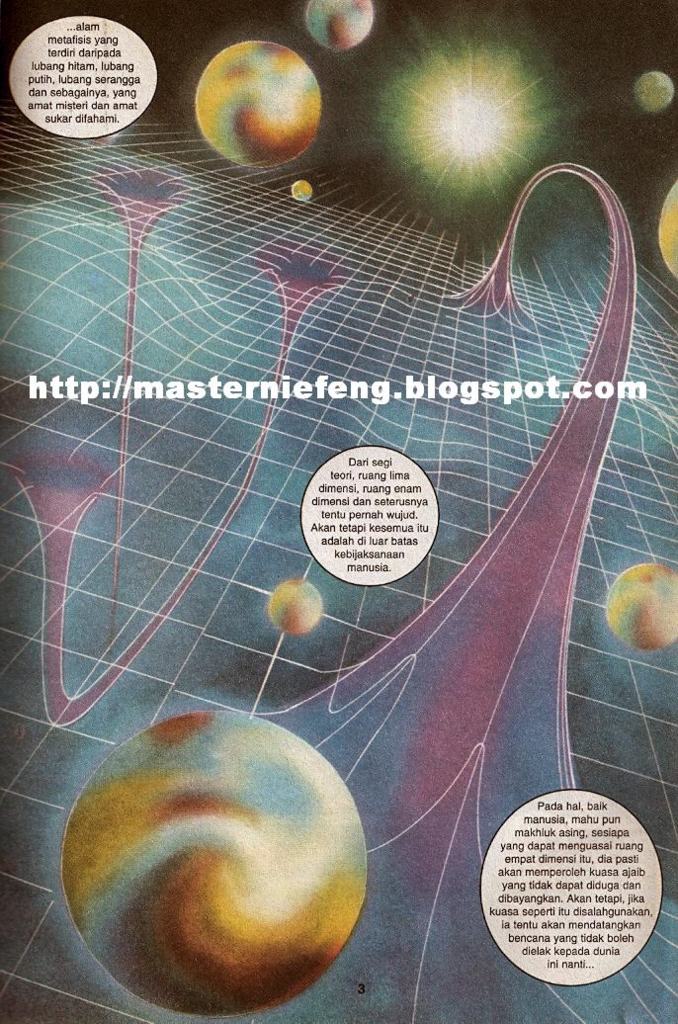 ...alam
metafisis yang
terdiri daripada
lubang hitam, lubang
putih, lubang serangga
dan sebagainya, yang
amat misteri dan amat
sukar difahami.
http://masterniefeng.blogspot.com
Dari segi
teori, ruang lima
dimensi, ruang enam
dimensi dan seterusnya
tentu pernah wujud.
Akan tetapi kesemua itu
adalah di luar batas
kebijaksanaan
manusia.
Pada hal, baik
manusia, mahu pun
makhluk asing, sesiapa
yang dapat menguasai ruang
empat dimensi itu, dia pasti
akan memperoleh kuasa ajaib
yang tidak dapat diduga dan
dibayangkan. Akan tetapi, jika
kuasa seperti itu disalahgunakan,
ia tentu akan mendatangkan
bencana yang tidak boleh
dielak kepada dunia
ini nanti...
3